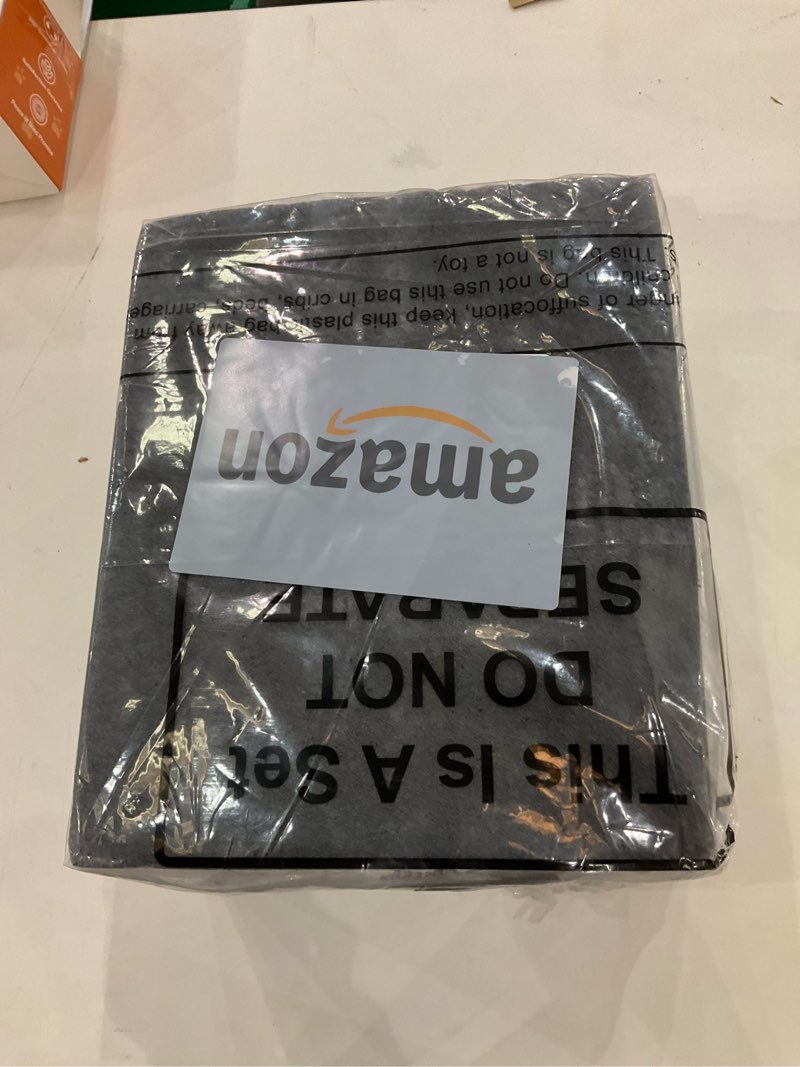 This Is A Set
DO NOT
SEPARATE
amazon
nger of suffocation, keep this plastic bag away from
children. Do not use this bag in cribs, beds, carriage
s. This bag is not a toy.